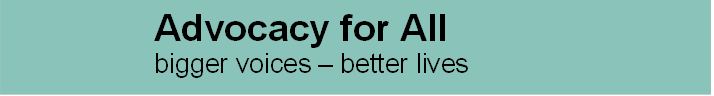 Advocacy for All
bigger voices – better lives